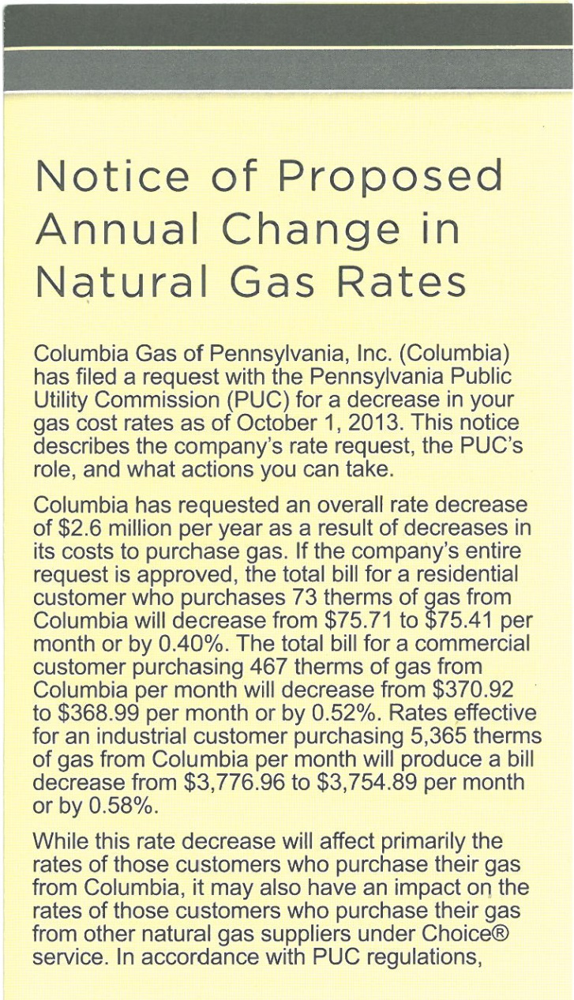 Notice of Proposed
Annual Change in
Natural Gas Rates
Columbia Gas of Pennsylvania, Inc. (Columbia)
has filed a request with the Pennsylvania Public
Utility Commission (PUC) for a decrease in your
gas cost rates as of October 1, 2013. This notice
describes the company's rate request, the PUC's
role, and what actions you can take.
Columbia has requested an overall rate decrease
of $2.6 million per year as a result of decreases in
its costs to purchase gas. If the company's entire
request is approved, the total bill for a residential
customer who purchases 73 therms of gas from
Columbia will decrease from $75.71 to $75.41 per
month or by 0.40%. The total bill for a commercial
customer purchasing 467 therms of gas from
Columbia per month will decrease from $370.92
to $368.99 per month or by 0.52%. Rates effective
for an industrial customer purchasing 5,365 therms
of gas from Columbia per month will produce a bill
decrease from $3,776.96 to $3,754.89 per month
or by 0.58%.
While this rate decrease will affect primarily the
rates of those customers who purchase their gas
from Columbia, it may also have an impact on the
rates of those customers who purchase their gas
from other natural gas suppliers under Choice®
service. In accordance with PUC regulations,